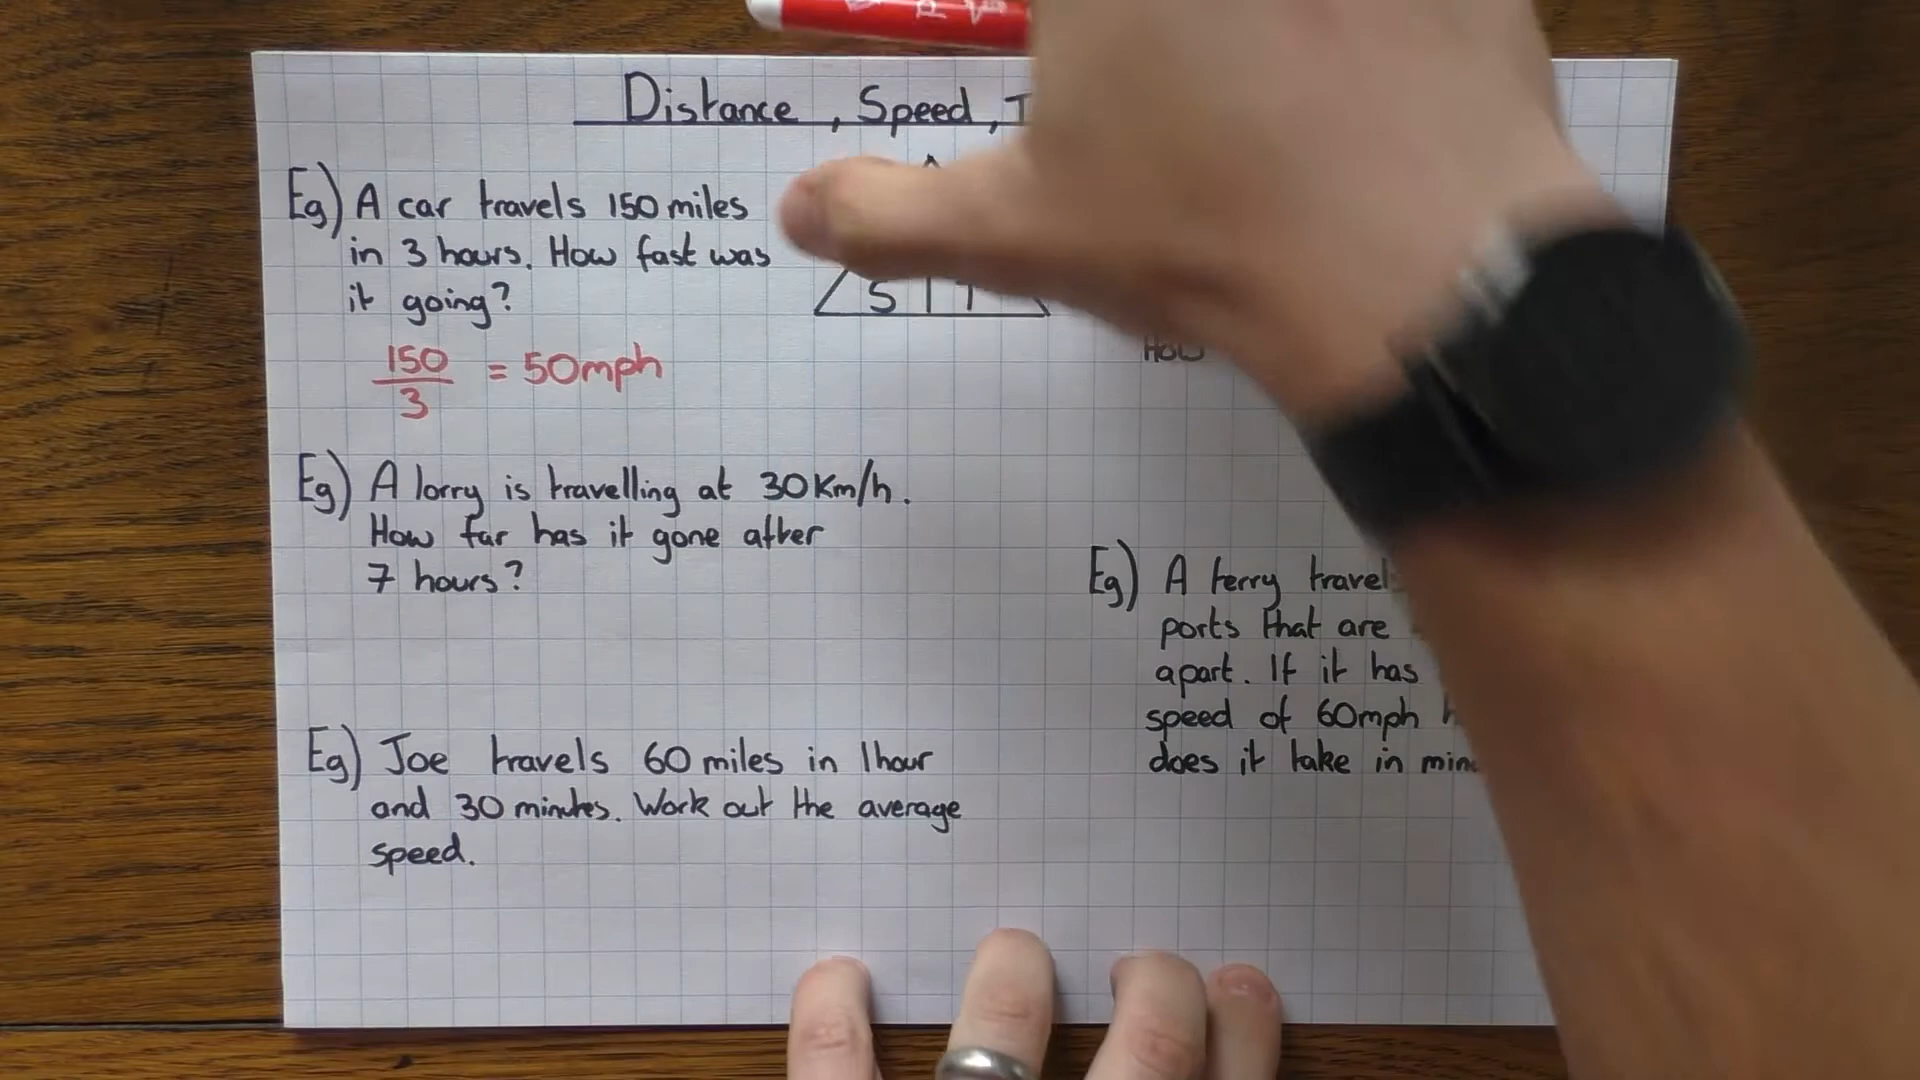 Distance, Speed, T
Eg) A car travels 150 miles
in 3 hours. How fast was
it going?
150
3
= 50mph
S T
How
Eg) A lorry is travelling at 30Km/h.
How far has it gone after
7 hours?
Eg) Joe travels 60 miles in 1hour
and 30 minutes. Work out the average
speed.
Eg) A ferry travel
ports that are
apart. If it has
speed of 60mph h
does it take in min